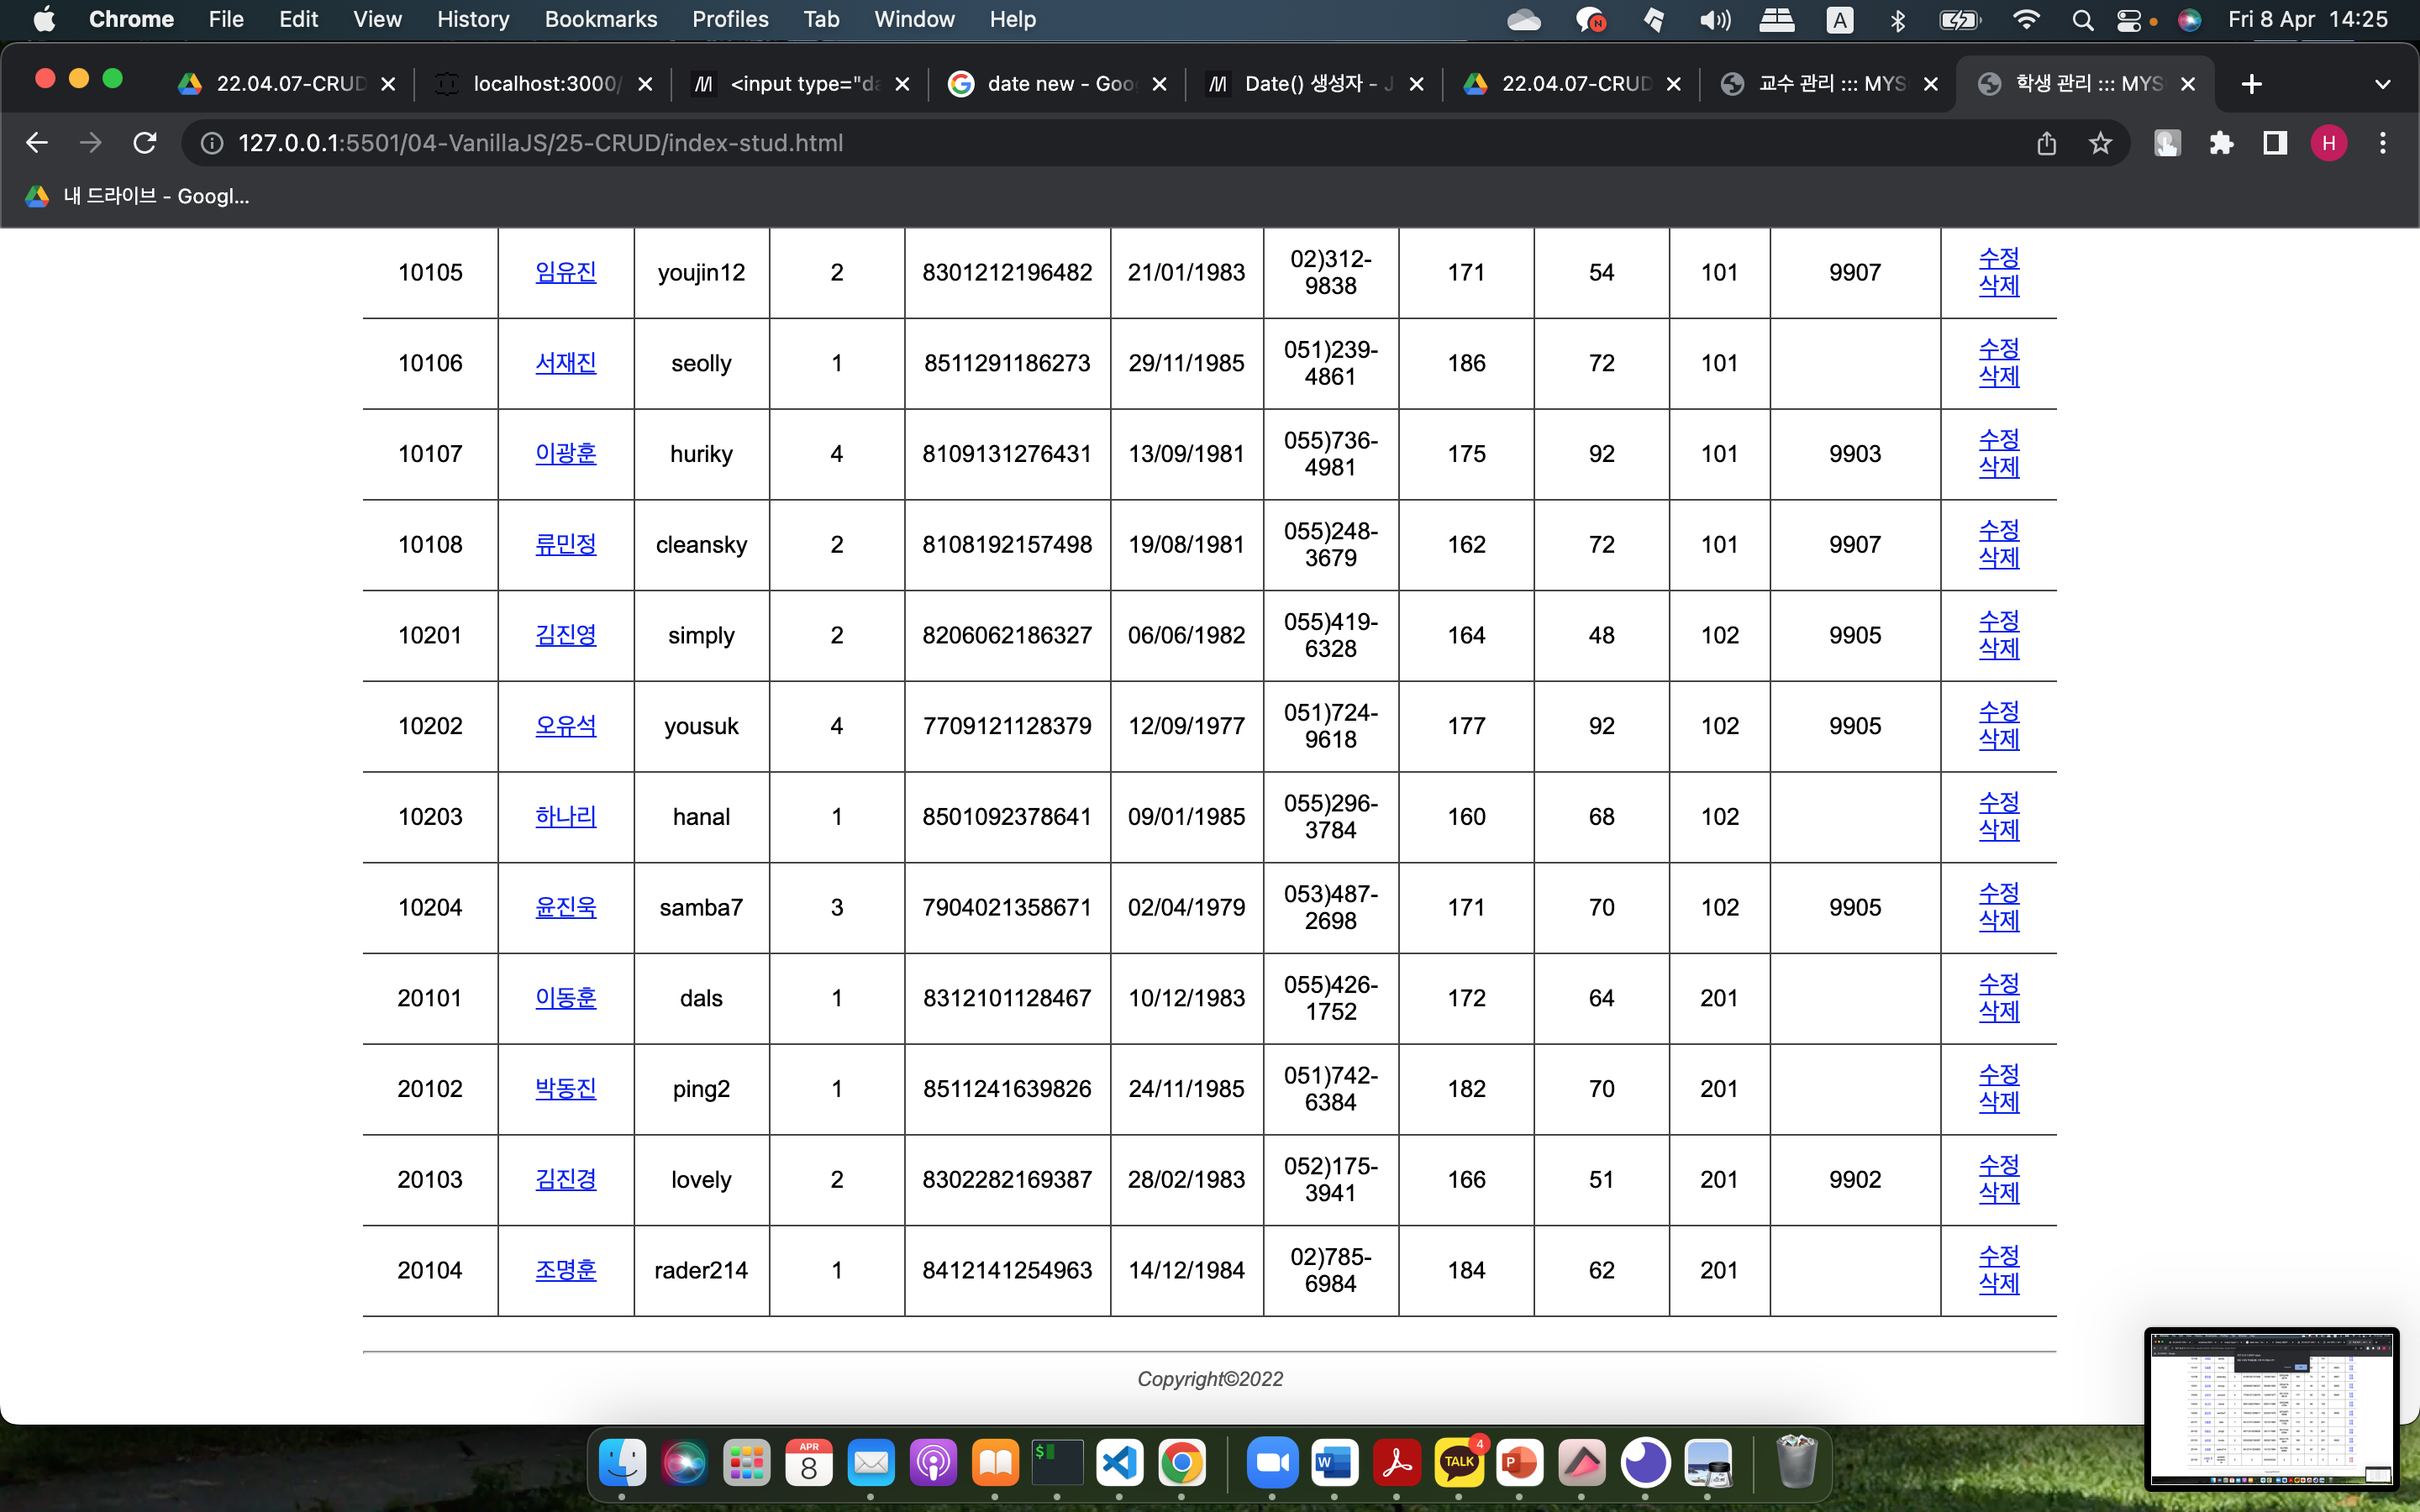 Chrome File Edit View History Bookmarks Profiles Tab Window Help N A Fri 8 Apr 14:25
22.04.07-CRUD localhost:3000/ <input type="da date new - Goo Date() 생성자 - J 22.04.07-CRUD 교수 관리 ::: MYS 학생 관리 ::: MYS
127.0.0.1:5501/04-VanillaJS/25-CRUD/index-stud.html H
내 드라이브 - Googl...
10105 임유진 youjin12 2 8301212196482 21/01/1983 02)312-9838 171 54 101 9907 수정 삭제
10106 서재진 seolly 1 8511291186273 29/11/1985 051)239-4861 186 72 101 수정 삭제
10107 이광훈 huriky 4 8109131276431 13/09/1981 055)736-4981 175 92 101 9903 수정 삭제
10108 류민정 cleansky 2 8108192157498 19/08/1981 055)248-3679 162 72 101 9907 수정 삭제
10201 김진영 simply 2 8206062186327 06/06/1982 055)419-6328 164 48 102 9905 수정 삭제
10202 오유석 yousuk 4 7709121128379 12/09/1977 051)724-9618 177 92 102 9905 수정 삭제
10203 하나리 hanal 1 8501092378641 09/01/1985 055)296-3784 160 68 102 수정 삭제
10204 윤진욱 samba7 3 7904021358671 02/04/1979 053)487-2698 171 70 102 9905 수정 삭제
20101 이동훈 dals 1 8312101128467 10/12/1983 055)426-1752 172 64 201 수정 삭제
20102 박동진 ping2 1 8511241639826 24/11/1985 051)742-6384 182 70 201 수정 삭제
20103 김진경 lovely 2 8302282169387 28/02/1983 052)175-3941 166 51 201 9902 수정 삭제
20104 조명훈 rader214 1 8412141254963 14/12/1984 02)785-6984 184 62 201 수정 삭제
Copyright©2022
APR
8 $ W TALK 4 P